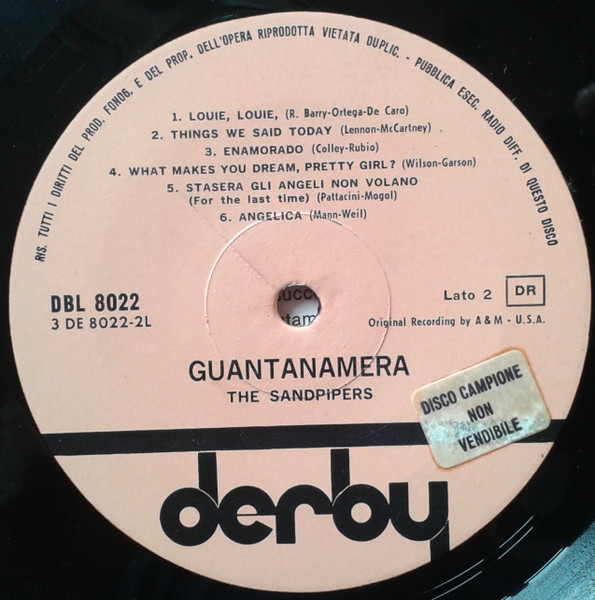 RIS. TUTTI I DIRITTI DEL PROD. FONOG. E DEL PROP. DELL'OPERA RIPRODOTTA VIETATA DUPLIC. - PUBBLICA ESEC. RADIO DIFF. DI QUESTO DISCO
1. LOUIE, LOUIE, (R. Barry-Ortega-De Caro)
2. THINGS WE SAID TODAY (Lennon-McCartney)
3. ENAMORADO (Colley-Rubio)
4. WHAT MAKES YOU DREAM, PRETTY GIRL? (Wilson-Garson)
5. STASERA GLI ANGELI NON VOLANO
(For the last time) (Pattacini-Mogol)
6. ANGELICA (Mann-Weil)
DBL 8022
3 DE 8022-2L
Lato 2 DR
Original Recording by A & M - U.S.A.
GUANTANAMERA
THE SANDPIPERS
DISCO CAMPIONE
NON
VENDIBILE
derby